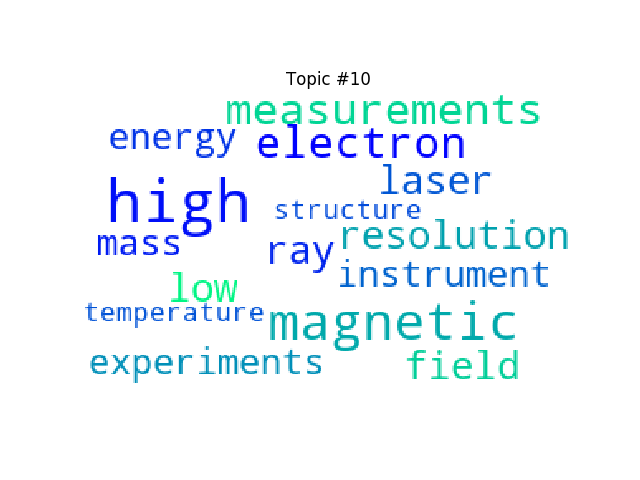 Topic #10
measurements
energy electron
laser
high structure
mass ray resolution
low instrument
temperature magnetic
experiments field